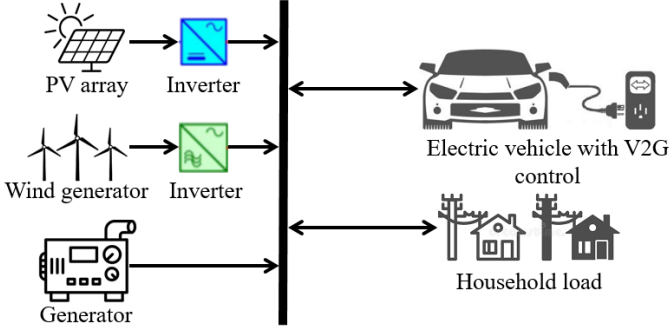 PV array
Inverter
Wind generator
Inverter
Generator
Electric vehicle with V2G
control
Household load